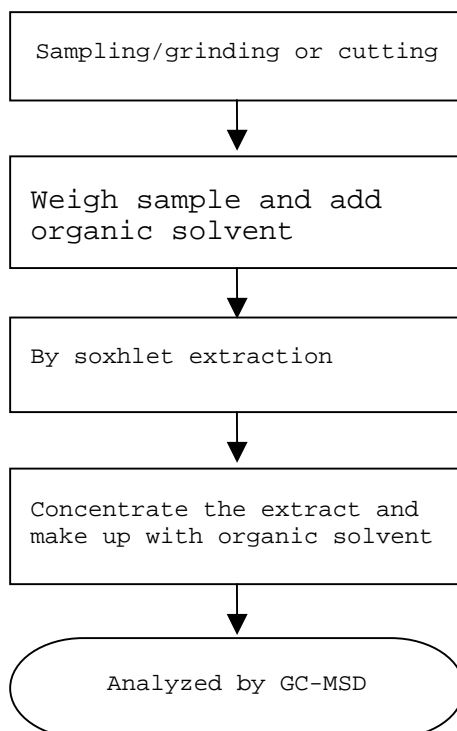 Sampling/grinding or cutting
Weigh sample and add
organic solvent
By soxhlet extraction
Concentrate the extract and
make up with organic solvent
Analyzed by GC-MSD